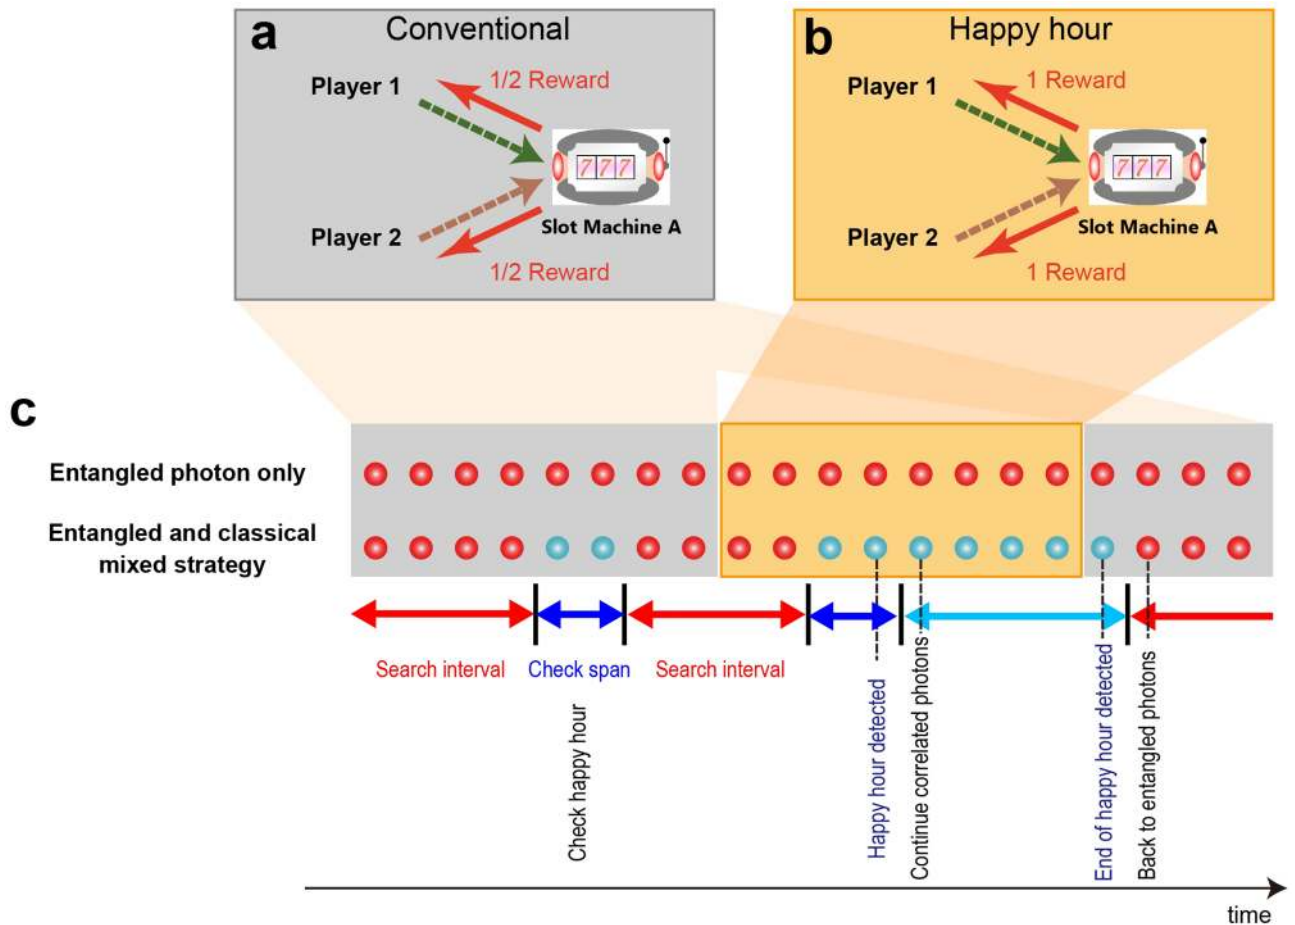 a
Conventional
Player 1
1/2 Reward
777
Slot Machine A
Player 2
1/2 Reward
b
Happy hour
Player 1
1 Reward
777
Slot Machine A
Player 2
1 Reward
c
Entangled photon only
Entangled and classical
mixed strategy
Search interval
Check span
Search interval
Check happy hour
Happy hour detected
Continue correlated photons
End of happy hour detected
Back to entangled photons
time